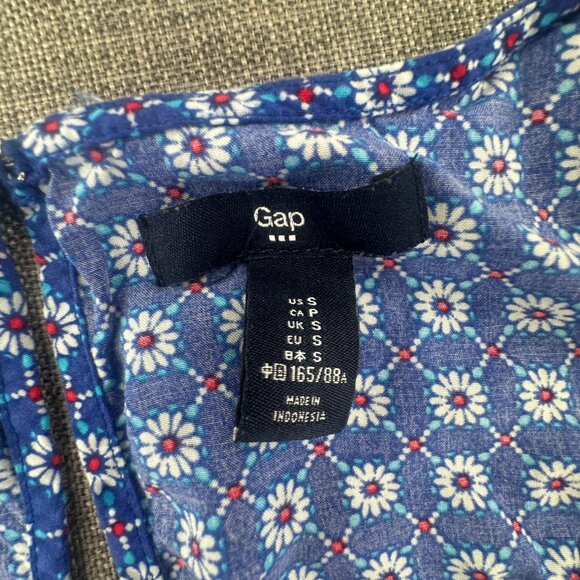 Gap
US S
CA P
UK S
EU S
日本 S
中国 165/88A
MADE IN
INDONESIA